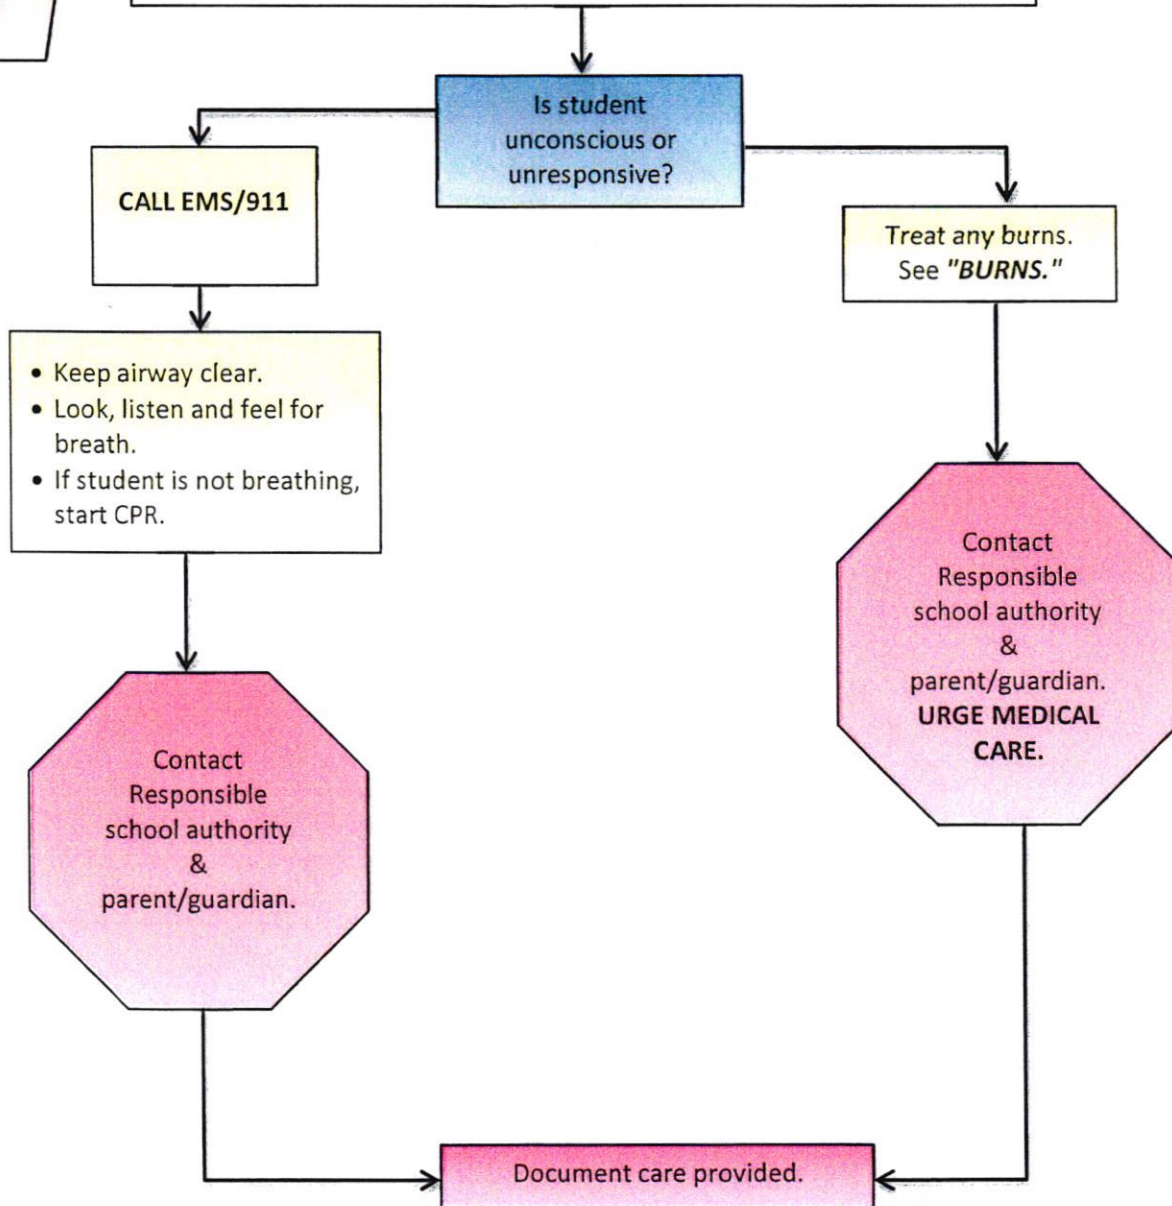 Is student
unconscious or
unresponsive?
CALL EMS/911
Treat any burns.
See "BURNS."
• Keep airway clear.
• Look, listen and feel for
breath.
• If student is not breathing,
start CPR.
Contact
Responsible
school authority
&
parent/guardian.
URGE MEDICAL
CARE.
Contact
Responsible
school authority
&
parent/guardian.
Document care provided.